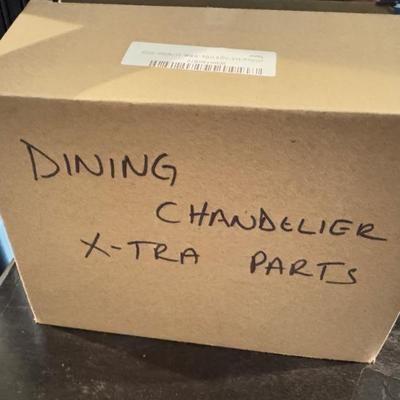 DINING
CHANDELIER
X-TRA PARTS